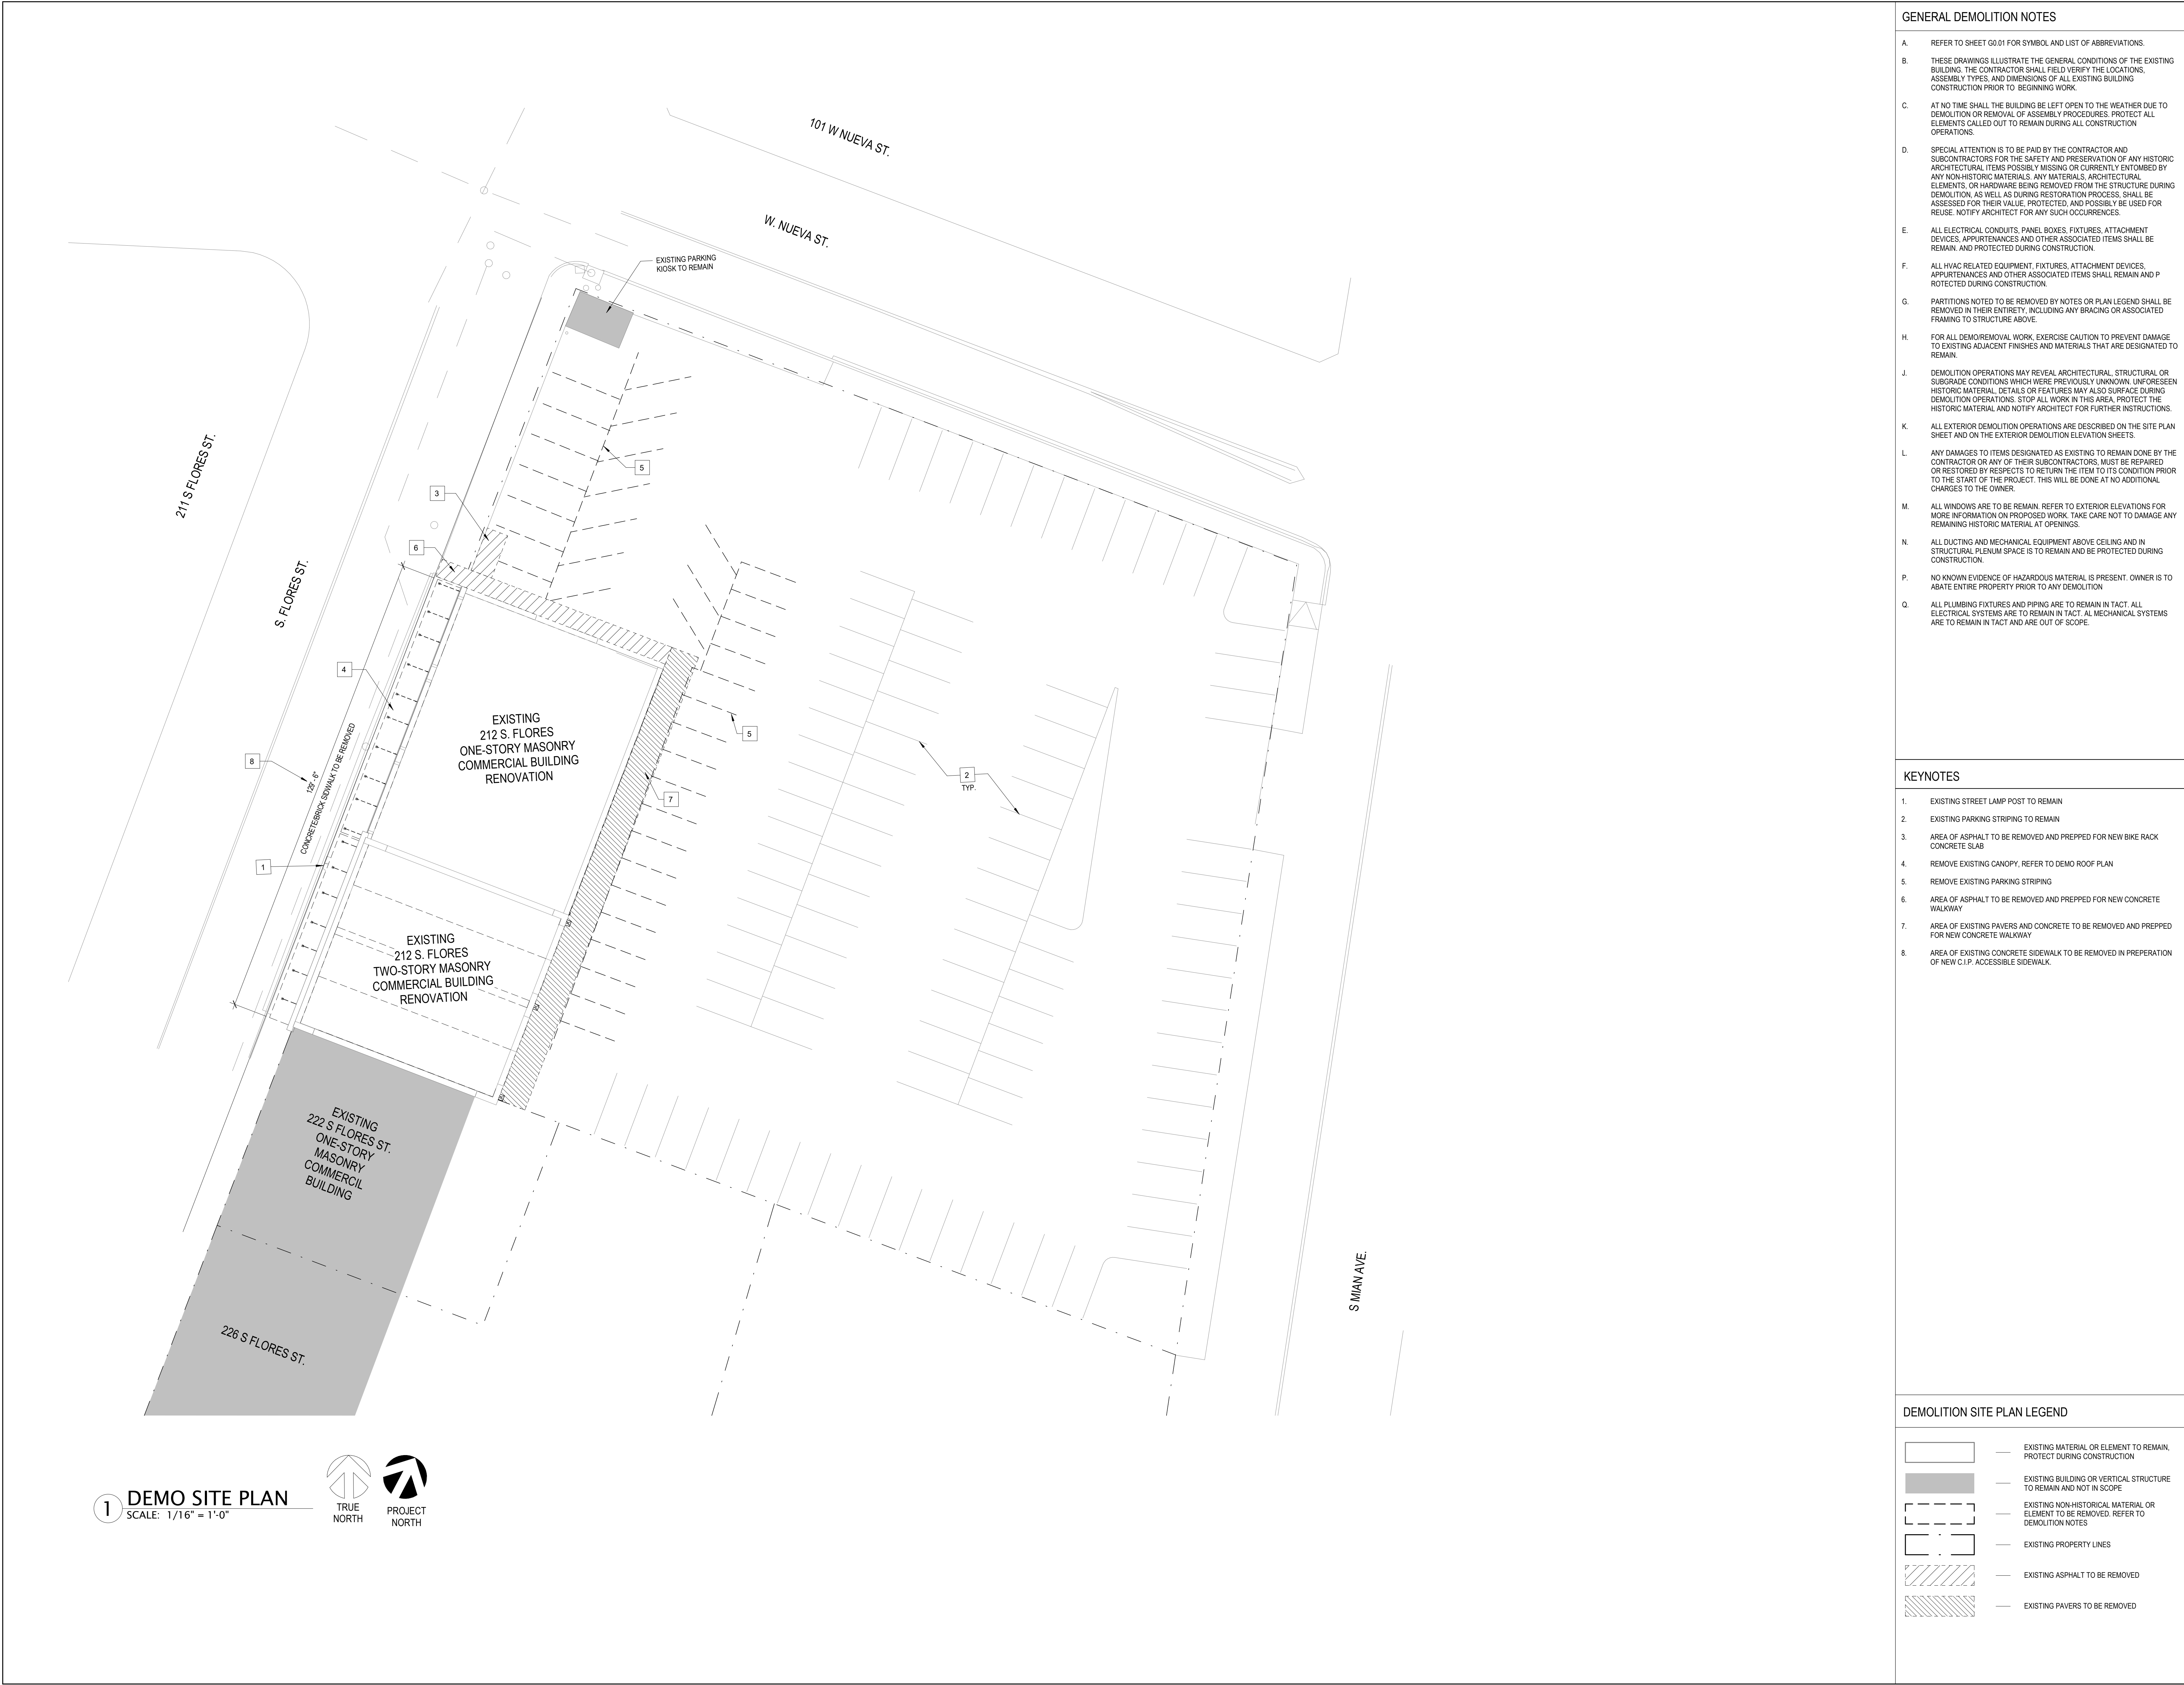 101 W NUEVA ST.
W. NUEVA ST.
EXISTING PARKING
KIOSK TO REMAIN
211 S FLORES ST.
S. FLORES ST.
5
3
6
4
8
129' - 6"
CONCRETE/BRICK SIDWALK TO BE REMOVED
1
EXISTING
212 S. FLORES
ONE-STORY MASONRY
COMMERCIAL BUILDING
RENOVATION
5
7
2
TYP.
EXISTING
212 S. FLORES
TWO-STORY MASONRY
COMMERCIAL BUILDING
RENOVATION
EXISTING
222 S FLORES ST.
ONE-STORY
MASONRY
COMMERCIL
BUILDING
226 S FLORES ST.
S MIAN AVE.
1
DEMO SITE PLAN
SCALE: 1/16" = 1'-0"
TRUE
NORTH
PROJECT
NORTH
GENERAL DEMOLITION NOTES
A. REFER TO SHEET G0.01 FOR SYMBOL AND LIST OF ABBREVIATIONS.
B. THESE DRAWINGS ILLUSTRATE THE GENERAL CONDITIONS OF THE EXISTING
BUILDING. THE CONTRACTOR SHALL FIELD VERIFY THE LOCATIONS,
ASSEMBLY TYPES, AND DIMENSIONS OF ALL EXISTING BUILDING
CONSTRUCTION PRIOR TO BEGINNING WORK.
C. AT NO TIME SHALL THE BUILDING BE LEFT OPEN TO THE WEATHER DUE TO
DEMOLITION OR REMOVAL OF ASSEMBLY PROCEDURES. PROTECT ALL
ELEMENTS CALLED OUT TO REMAIN DURING ALL CONSTRUCTION
OPERATIONS.
D. SPECIAL ATTENTION IS TO BE PAID BY THE CONTRACTOR AND
SUBCONTRACTORS FOR THE SAFETY AND PRESERVATION OF ANY HISTORIC
ARCHITECTURAL ITEMS POSSIBLY MISSING OR CURRENTLY ENTOMBED BY
ANY NON-HISTORIC MATERIALS. ANY MATERIALS, ARCHITECTURAL
ELEMENTS, OR HARDWARE BEING REMOVED FROM THE STRUCTURE DURING
DEMOLITION, AS WELL AS DURING RESTORATION PROCESS, SHALL BE
ASSESSED FOR THEIR VALUE, PROTECTED, AND POSSIBLY BE USED FOR
REUSE. NOTIFY ARCHITECT FOR ANY SUCH OCCURRENCES.
E. ALL ELECTRICAL CONDUITS, PANEL BOXES, FIXTURES, ATTACHMENT
DEVICES, APPURTENANCES AND OTHER ASSOCIATED ITEMS SHALL BE
REMAIN. AND PROTECTED DURING CONSTRUCTION.
F. ALL HVAC RELATED EQUIPMENT, FIXTURES, ATTACHMENT DEVICES,
APPURTENANCES AND OTHER ASSOCIATED ITEMS SHALL REMAIN AND P
ROTECTED DURING CONSTRUCTION.
G. PARTITIONS NOTED TO BE REMOVED BY NOTES OR PLAN LEGEND SHALL BE
REMOVED IN THEIR ENTIRETY, INCLUDING ANY BRACING OR ASSOCIATED
FRAMING TO STRUCTURE ABOVE.
H. FOR ALL DEMO/REMOVAL WORK, EXERCISE CAUTION TO PREVENT DAMAGE
TO EXISTING ADJACENT FINISHES AND MATERIALS THAT ARE DESIGNATED TO
REMAIN.
J. DEMOLITION OPERATIONS MAY REVEAL ARCHITECTURAL, STRUCTURAL OR
SUBGRADE CONDITIONS WHICH WERE PREVIOUSLY UNKNOWN. UNFORESEEN
HISTORIC MATERIAL, DETAILS OR FEATURES MAY ALSO SURFACE DURING
DEMOLITION OPERATIONS. STOP ALL WORK IN THIS AREA, PROTECT THE
HISTORIC MATERIAL AND NOTIFY ARCHITECT FOR FURTHER INSTRUCTIONS.
K. ALL EXTERIOR DEMOLITION OPERATIONS ARE DESCRIBED ON THE SITE PLAN
SHEET AND ON THE EXTERIOR DEMOLITION ELEVATION SHEETS.
L. ANY DAMAGES TO ITEMS DESIGNATED AS EXISTING TO REMAIN DONE BY THE
CONTRACTOR OR ANY OF THEIR SUBCONTRACTORS, MUST BE REPAIRED
OR RESTORED BY RESPECTS TO RETURN THE ITEM TO ITS CONDITION PRIOR
TO THE START OF THE PROJECT. THIS WILL BE DONE AT NO ADDITIONAL
CHARGES TO THE OWNER.
M. ALL WINDOWS ARE TO BE REMAIN. REFER TO EXTERIOR ELEVATIONS FOR
MORE INFORMATION ON PROPOSED WORK. TAKE CARE NOT TO DAMAGE ANY
REMAINING HISTORIC MATERIAL AT OPENINGS.
N. ALL DUCTING AND MECHANICAL EQUIPMENT ABOVE CEILING AND IN
STRUCTURAL PLENUM SPACE IS TO REMAIN AND BE PROTECTED DURING
CONSTRUCTION.
P. NO KNOWN EVIDENCE OF HAZARDOUS MATERIAL IS PRESENT. OWNER IS TO
ABATE ENTIRE PROPERTY PRIOR TO ANY DEMOLITION
Q. ALL PLUMBING FIXTURES AND PIPING ARE TO REMAIN IN TACT. ALL
ELECTRICAL SYSTEMS ARE TO REMAIN IN TACT. AL MECHANICAL SYSTEMS
ARE TO REMAIN IN TACT AND ARE OUT OF SCOPE.
KEYNOTES
1. EXISTING STREET LAMP POST TO REMAIN
2. EXISTING PARKING STRIPING TO REMAIN
3. AREA OF ASPHALT TO BE REMOVED AND PREPPED FOR NEW BIKE RACK
CONCRETE SLAB
4. REMOVE EXISTING CANOPY, REFER TO DEMO ROOF PLAN
5. REMOVE EXISTING PARKING STRIPING
6. AREA OF ASPHALT TO BE REMOVED AND PREPPED FOR NEW CONCRETE
WALKWAY
7. AREA OF EXISTING PAVERS AND CONCRETE TO BE REMOVED AND PREPPED
FOR NEW CONCRETE WALKWAY
8. AREA OF EXISTING CONCRETE SIDEWALK TO BE REMOVED IN PREPERATION
OF NEW C.I.P. ACCESSIBLE SIDEWALK.
DEMOLITION SITE PLAN LEGEND
EXISTING MATERIAL OR ELEMENT TO REMAIN,
PROTECT DURING CONSTRUCTION
EXISTING BUILDING OR VERTICAL STRUCTURE
TO REMAIN AND NOT IN SCOPE
EXISTING NON-HISTORICAL MATERIAL OR
ELEMENT TO BE REMOVED. REFER TO
DEMOLITION NOTES
EXISTING PROPERTY LINES
EXISTING ASPHALT TO BE REMOVED
EXISTING PAVERS TO BE REMOVED